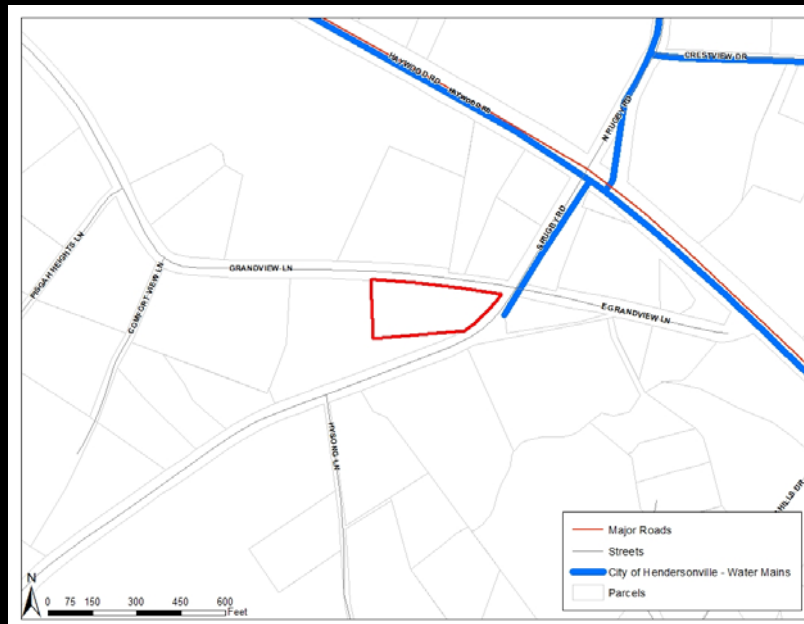 CRESTVIEW DR
HAYWOOD RD
HAYWOOD RD
N RUGBY RD
S RUGBY RD
PISGAH HEIGHTS LN
COMFORT VIEW LN
GRANDVIEW LN
E GRANDVIEW LN
HYSONG LN
HILLS DR
Major Roads
Streets
City of Hendersonville - Water Mains
Parcels
N
0 75 150 300 450 600
Feet